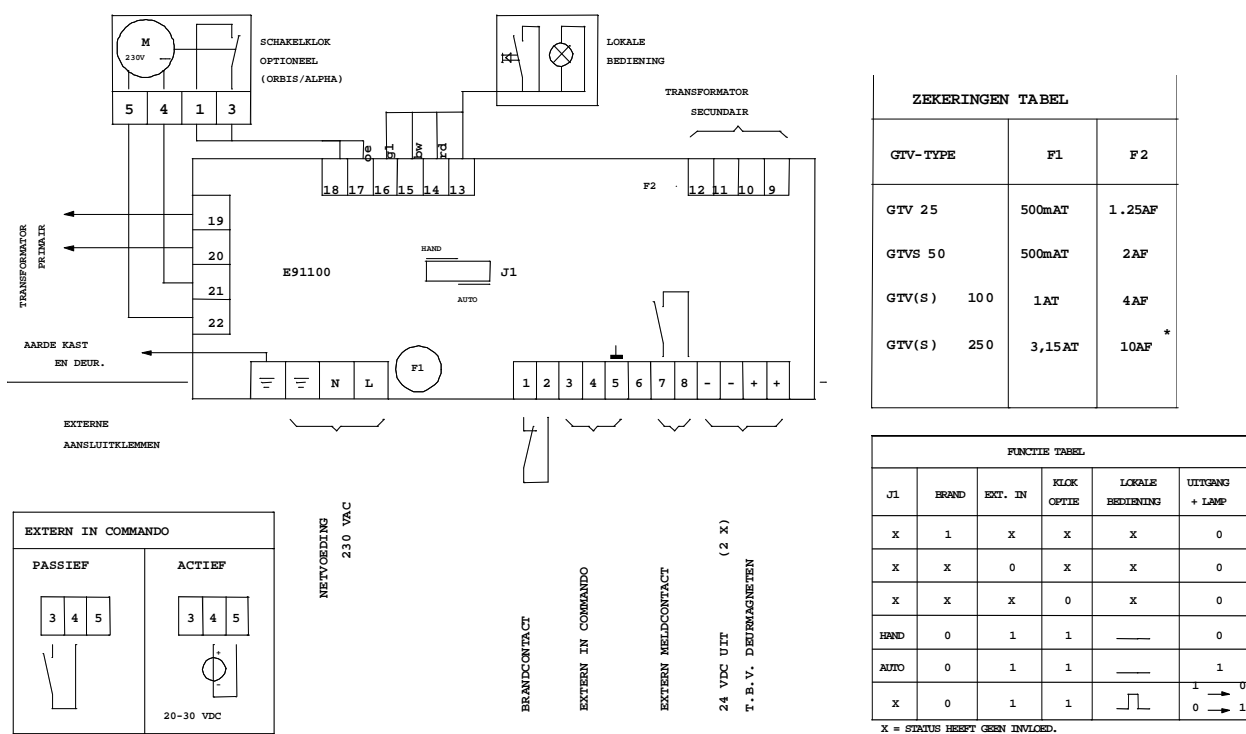 M
230V
SCHAKELKLOK
OPTIONEEL
(ORBIS/ALPHA)
5 4 1 3
LOKALE
BEDIENING
TRANSFORMATOR
SECUNDAIR
oe gl bw rd
18 17 16 15 14 13
F2
12 11 10 9
19
20
21
22
TRANSFORMATOR
PRIMAIR
E91100
HAND
J1
AUTO
AARDE KAST
EN DEUR.
N L
F1
1 2 3 4 5 6 7 8 - - + +
EXTERNE
AANSLUITKLEMMEN
NETVOEDING
230 VAC
BRANDCONTACT
EXTERN IN COMMANDO
EXTERN MELDCONTACT
24 VDC UIT (2 X)
T.B.V. DEURMAGNETEN
EXTERN IN COMMANDO
PASSIEF ACTIEF
3 4 5 3 4 5
+
-
20-30 VDC
ZEKERINGEN TABEL
GTV-TYPE F1 F2
GTV 25 500mAT 1.25AF
GTVS 50 500mAT 2AF
GTV(S) 100 1AT 4AF
GTV(S) 250 3,15AT 10AF *
FUNCTIE TABEL
J1 BRAND EXT. IN KLOK OPTIE LOKALE BEDIENING UITGANG + LAMP
X 1 X X X 0
X X 0 X X 0
X X X 0 X 0
HAND 0 1 1 0
AUTO 0 1 1 1
X 0 1 1 1 → 0
0 → 1
X = STATUS HEEFT GEEN INVLOED.